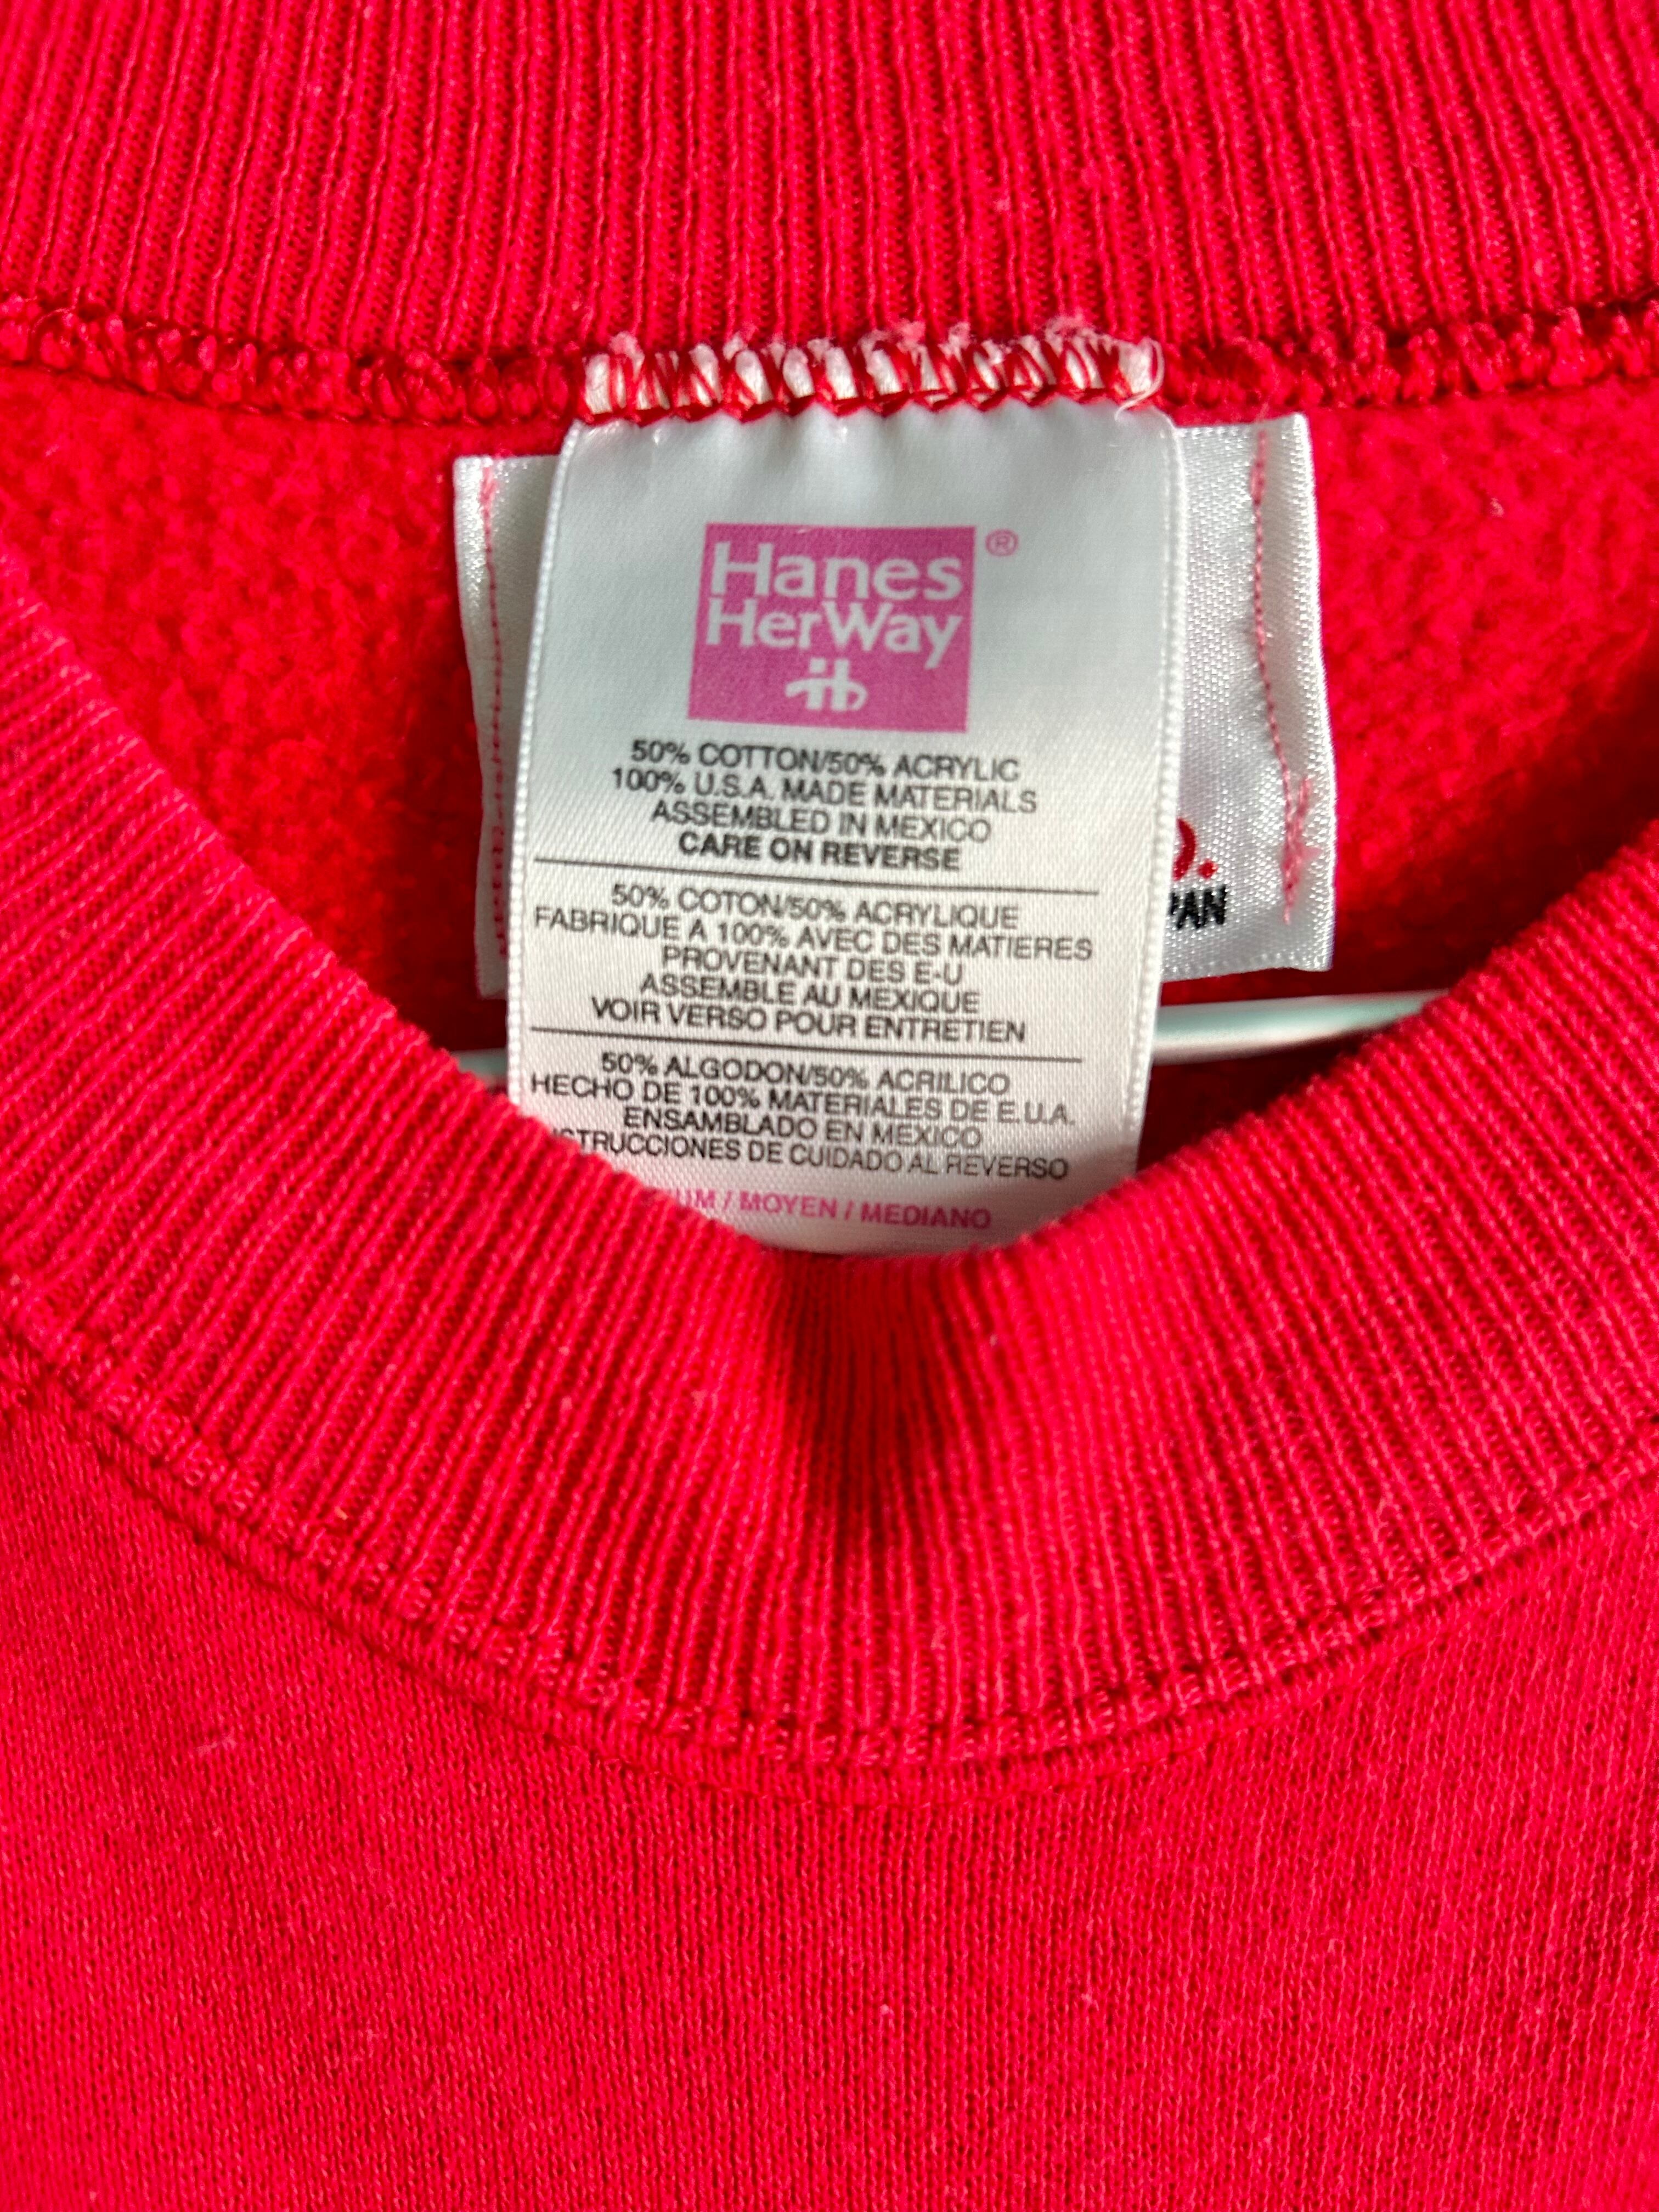 Hanes ®
HerWay
50% COTTON/50% ACRYLIC
100% U.S.A. MADE MATERIALS
ASSEMBLED IN MEXICO
CARE ON REVERSE
50% COTON/50% ACRYLIQUE
FABRIQUE A 100% AVEC DES MATIERES
PROVENANT DES E-U
ASSEMBLE AU MEXIQUE
VOIR VERSO POUR ENTRETIEN
50% ALGODON/50% ACRILICO
HECHO DE 100% MATERIALES DE E.U.A.
ENSAMBLADO EN MEXICO
DE CUIDADO AL REVERSO
/ MOYEN / MEDIANO